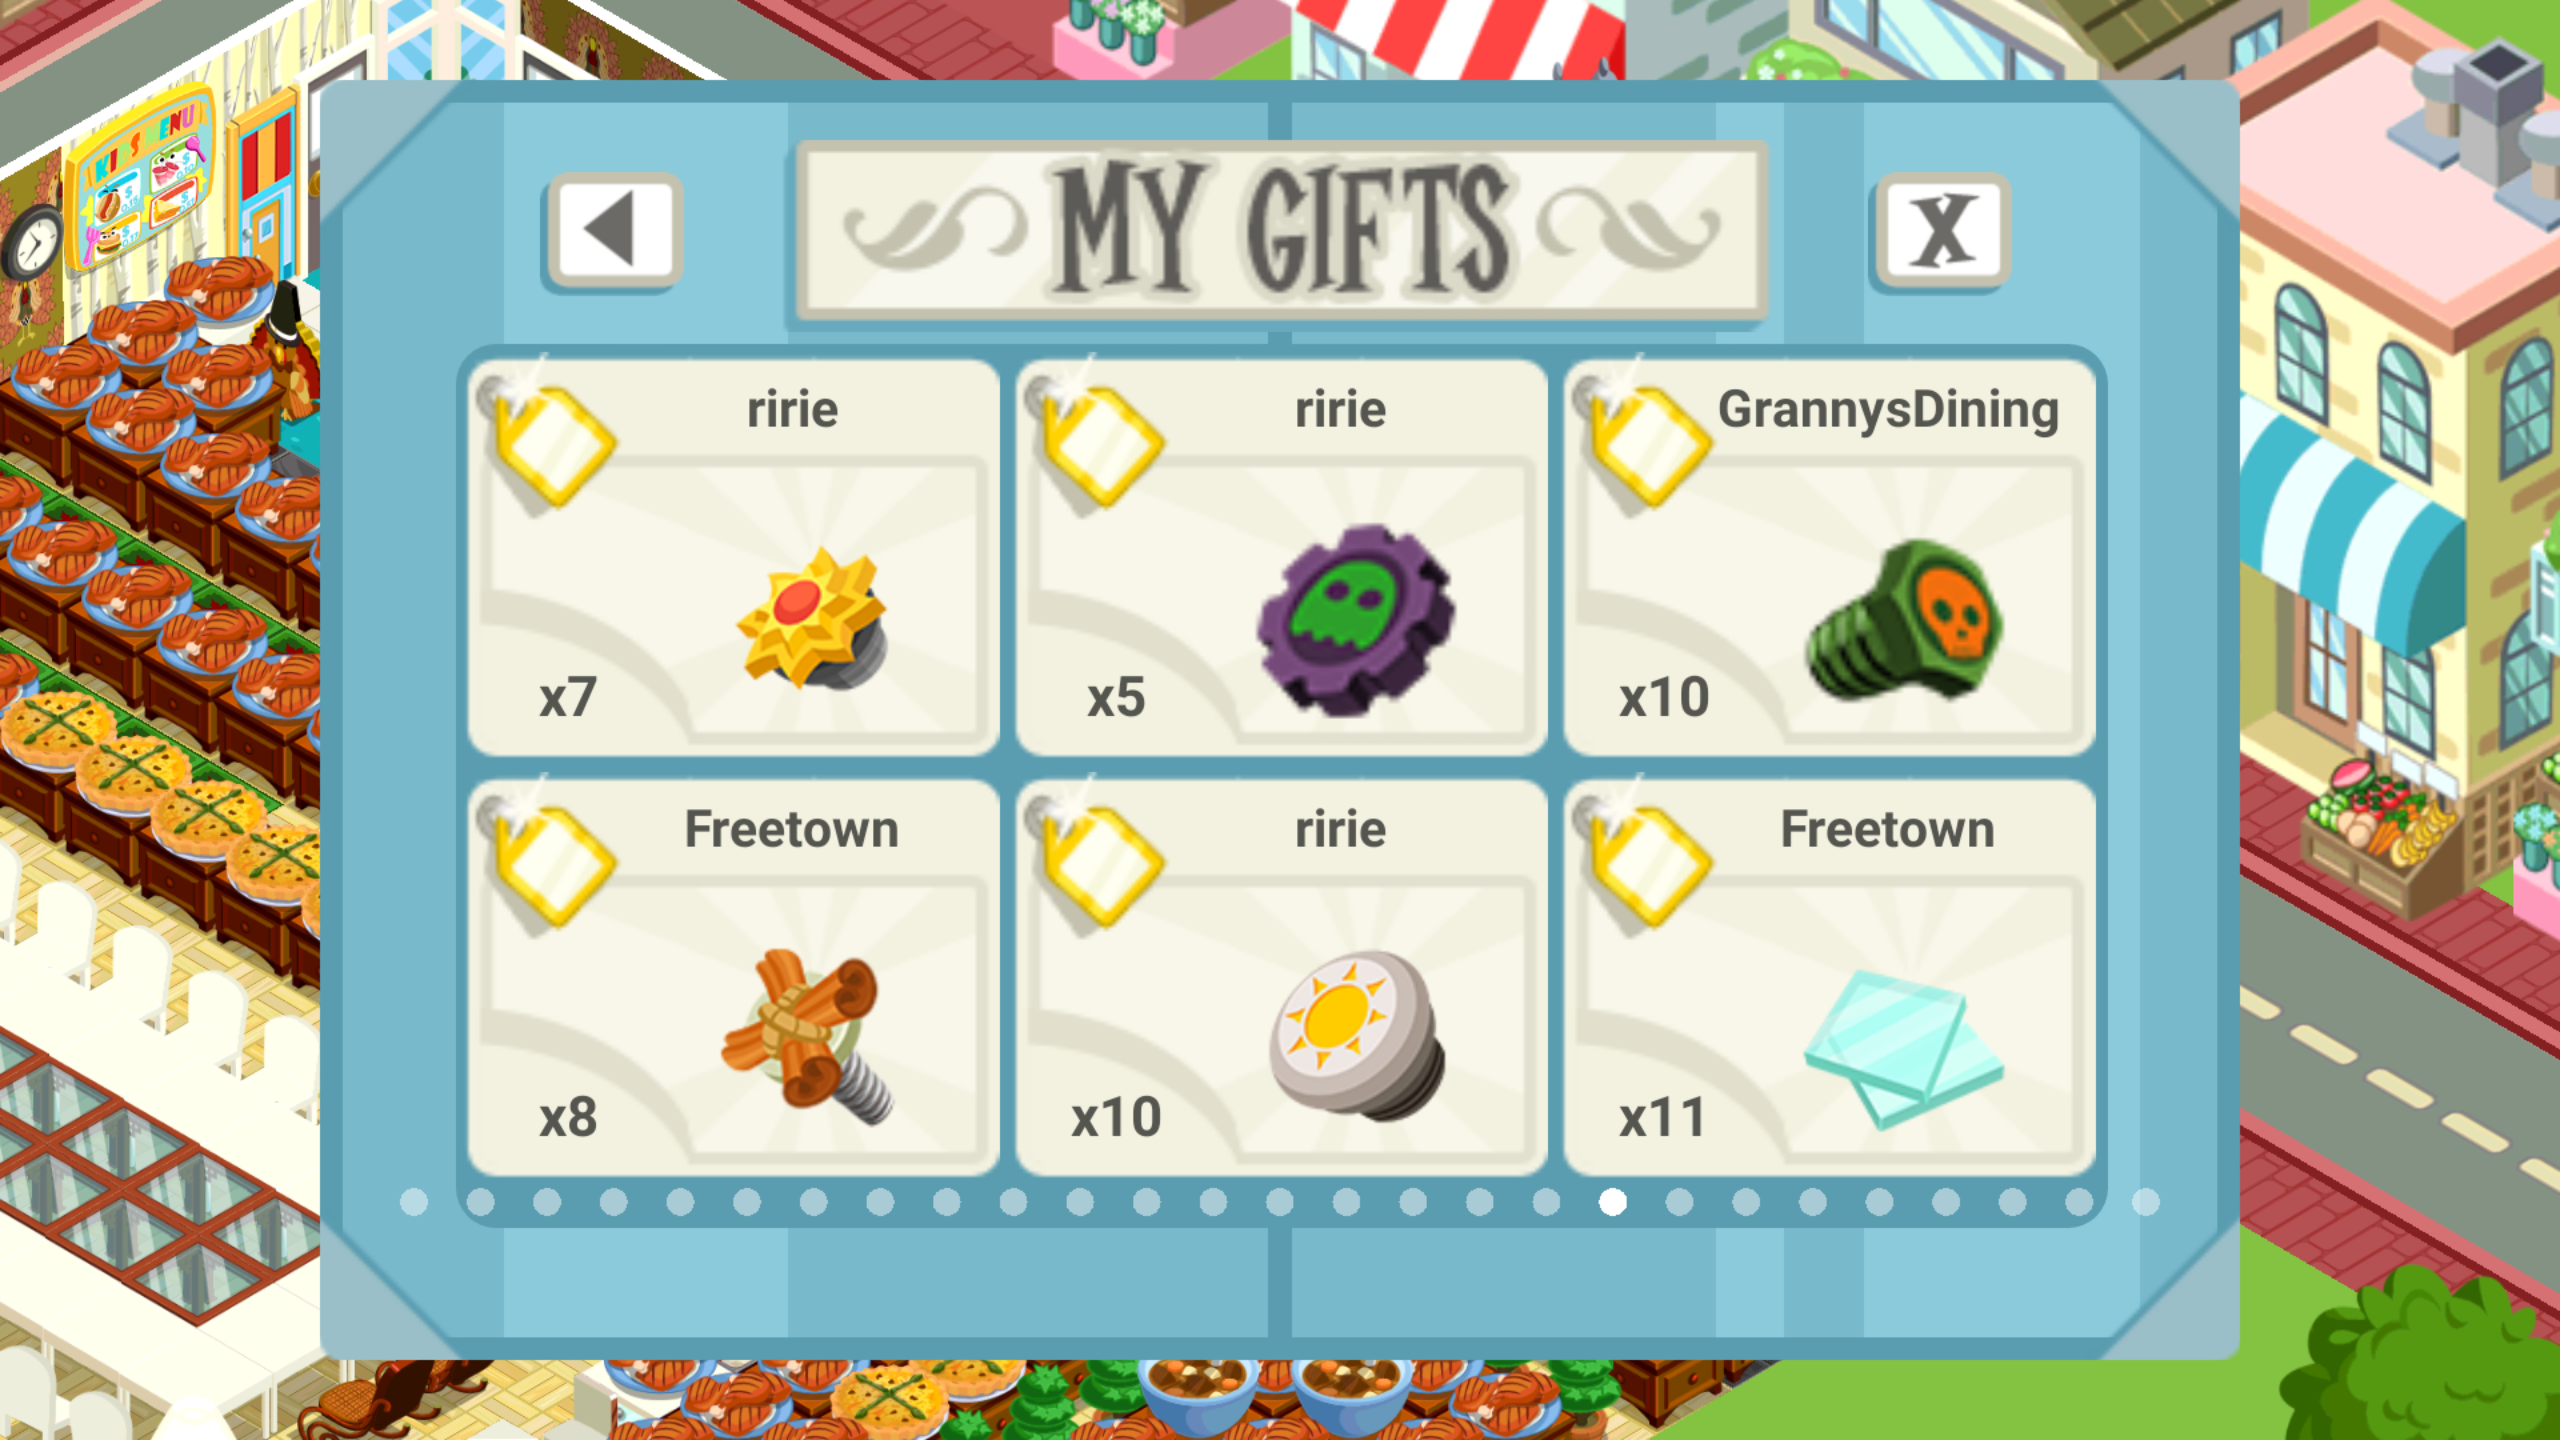 KIDS MENU
MY GIFTS
X
ririe
ririe
GrannysDining
x7
x5
x10
Freetown
ririe
Freetown
x8
x10
x11